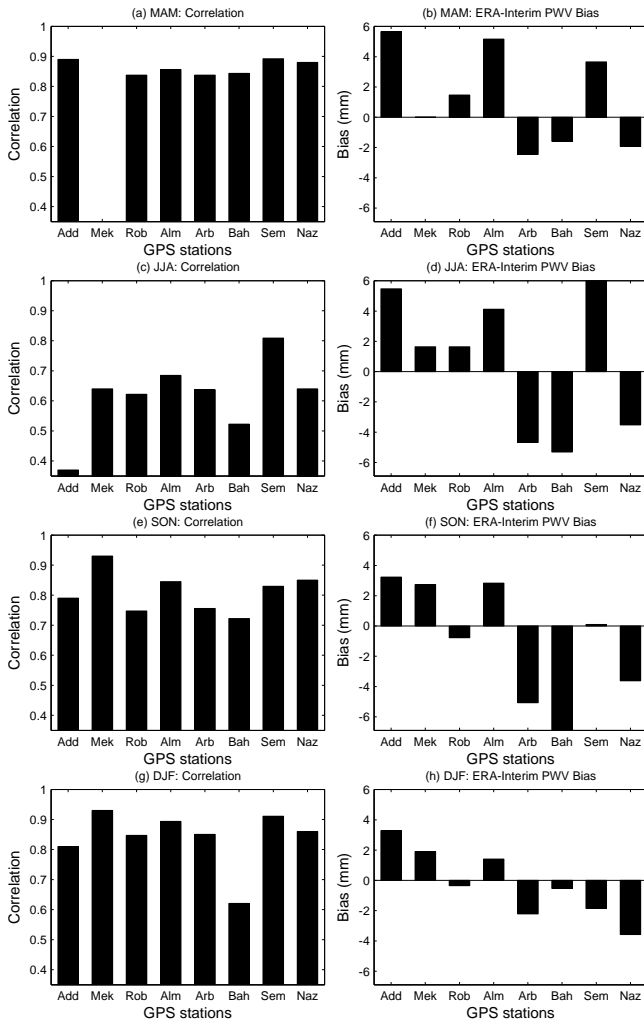 (a) MAM: Correlation
1
0.9
0.8
0.7
0.6
0.5
0.4
Correlation
Add Mek Rob Alm Arb Bah Sem Naz
GPS stations
(b) MAM: ERA-Interim PWV Bias
6
4
2
0
-2
-4
-6
Bias (mm)
Add Mek Rob Alm Arb Bah Sem Naz
GPS stations
(c) JJA: Correlation
1
0.9
0.8
0.7
0.6
0.5
0.4
Correlation
Add Mek Rob Alm Arb Bah Sem Naz
GPS stations
(d) JJA: ERA-Interim PWV Bias
6
4
2
0
-2
-4
-6
Bias (mm)
Add Mek Rob Alm Arb Bah Sem Naz
GPS stations
(e) SON: Correlation
1
0.9
0.8
0.7
0.6
0.5
0.4
Correlation
Add Mek Rob Alm Arb Bah Sem Naz
GPS stations
(f) SON: ERA-Interim PWV Bias
6
4
2
0
-2
-4
-6
Bias (mm)
Add Mek Rob Alm Arb Bah Sem Naz
GPS stations
(g) DJF: Correlation
1
0.9
0.8
0.7
0.6
0.5
0.4
Correlation
Add Mek Rob Alm Arb Bah Sem Naz
GPS stations
(h) DJF: ERA-Interim PWV Bias
6
4
2
0
-2
-4
-6
Bias (mm)
Add Mek Rob Alm Arb Bah Sem Naz
GPS stations